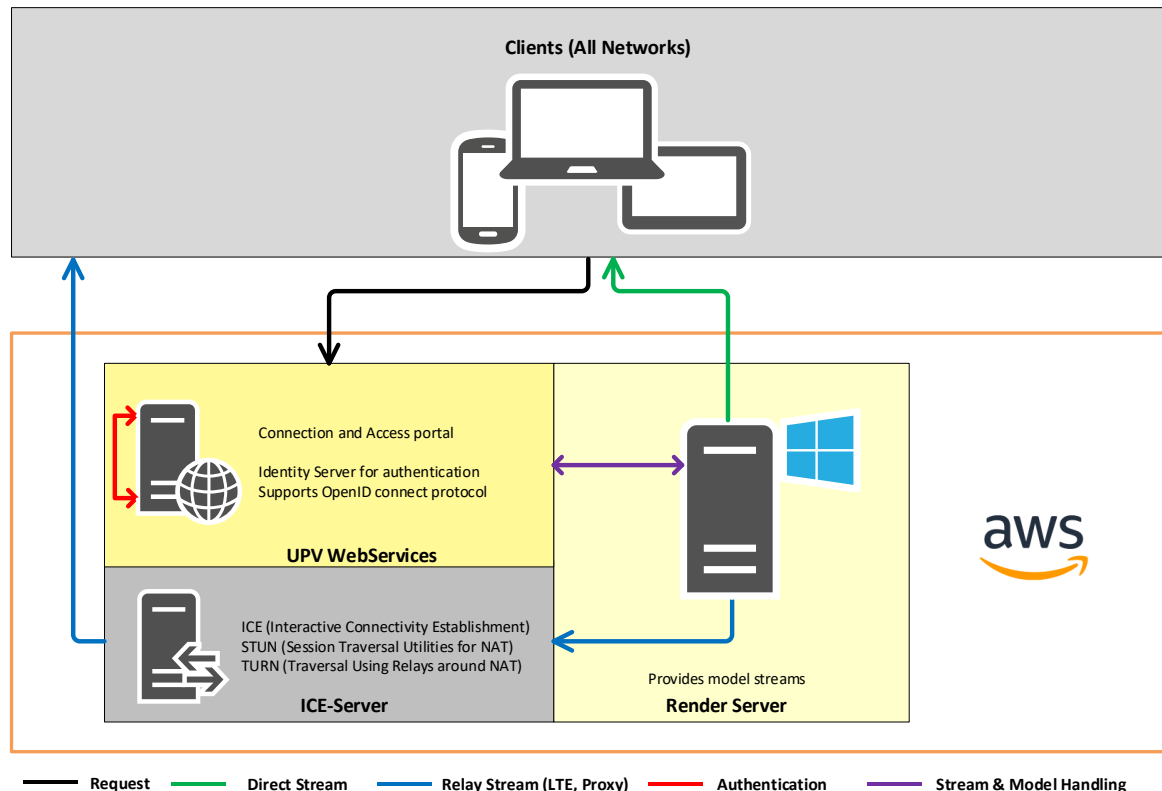 Clients (All Networks)
Connection and Access portal
Identity Server for authentication
Supports OpenID connect protocol
UPV WebServices
ICE (Interactive Connectivity Establishment)
STUN (Session Traversal Utilities for NAT)
TURN (Traversal Using Relays around NAT)
ICE-Server
Provides model streams
Render Server
aws
Request Direct Stream Relay Stream (LTE, Proxy) Authentication Stream & Model Handling